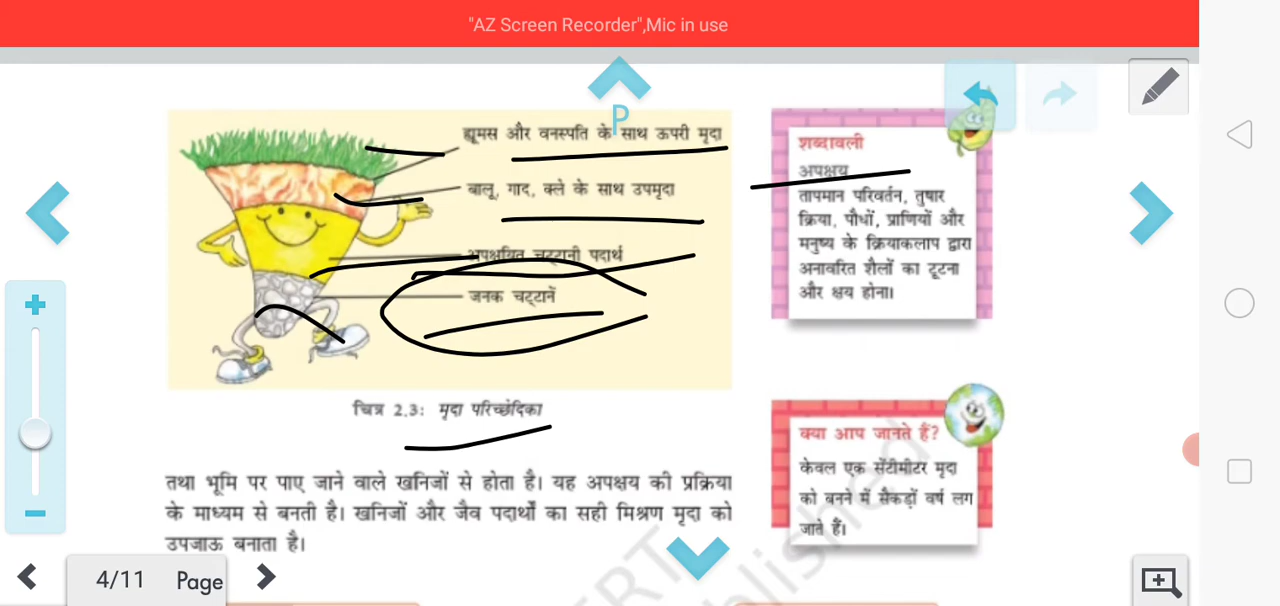 "AZ Screen Recorder",Mic in use
P
ह्यूमस और वनस्पति के साथ ऊपरी मृदा
बालू, गाद, क्ले के साथ उपमृदा
अपक्षयित चट्टानी पदार्थ
जनक चट्टानें
चित्र 2.3: मृदा परिच्छेदिका
शब्दावली
अपक्षय
तापमान परिवर्तन, तुषार
क्रिया, पौधों, प्राणियों और
मनुष्य के क्रियाकलाप द्वारा
अनावरित शैलों का टूटना
और क्षय होना।
क्या आप जानते हैं?
केवल एक सेंटीमीटर मृदा
को बनने में सैकड़ों वर्ष लग
जाते हैं।
तथा भूमि पर पाए जाने वाले खनिजों से होता है। यह अपक्षय की प्रक्रिया
के माध्यम से बनती है। खनिजों और जैव पदार्थों का सही मिश्रण मृदा को
उपजाऊ बनाता है।
4/11 Page